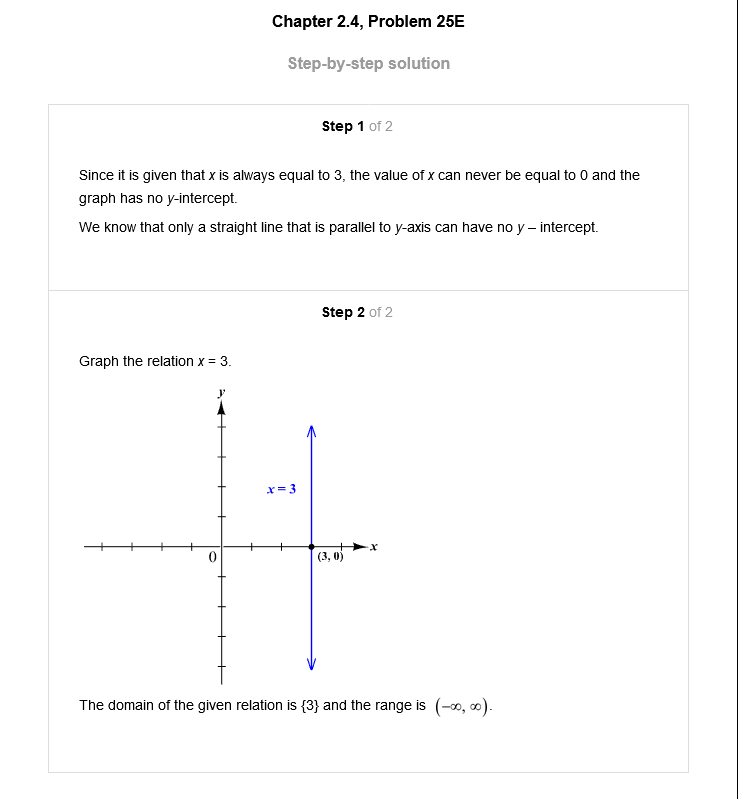 Chapter 2.4, Problem 25E
Step-by-step solution
Step 1 of 2
Since it is given that x is always equal to 3, the value of x can never be equal to 0 and the
graph has no y-intercept.
We know that only a straight line that is parallel to y-axis can have no y – intercept.
Step 2 of 2
Graph the relation x = 3.
y
x = 3
x
0
(3, 0)
The domain of the given relation is {3} and the range is (−∞, ∞).